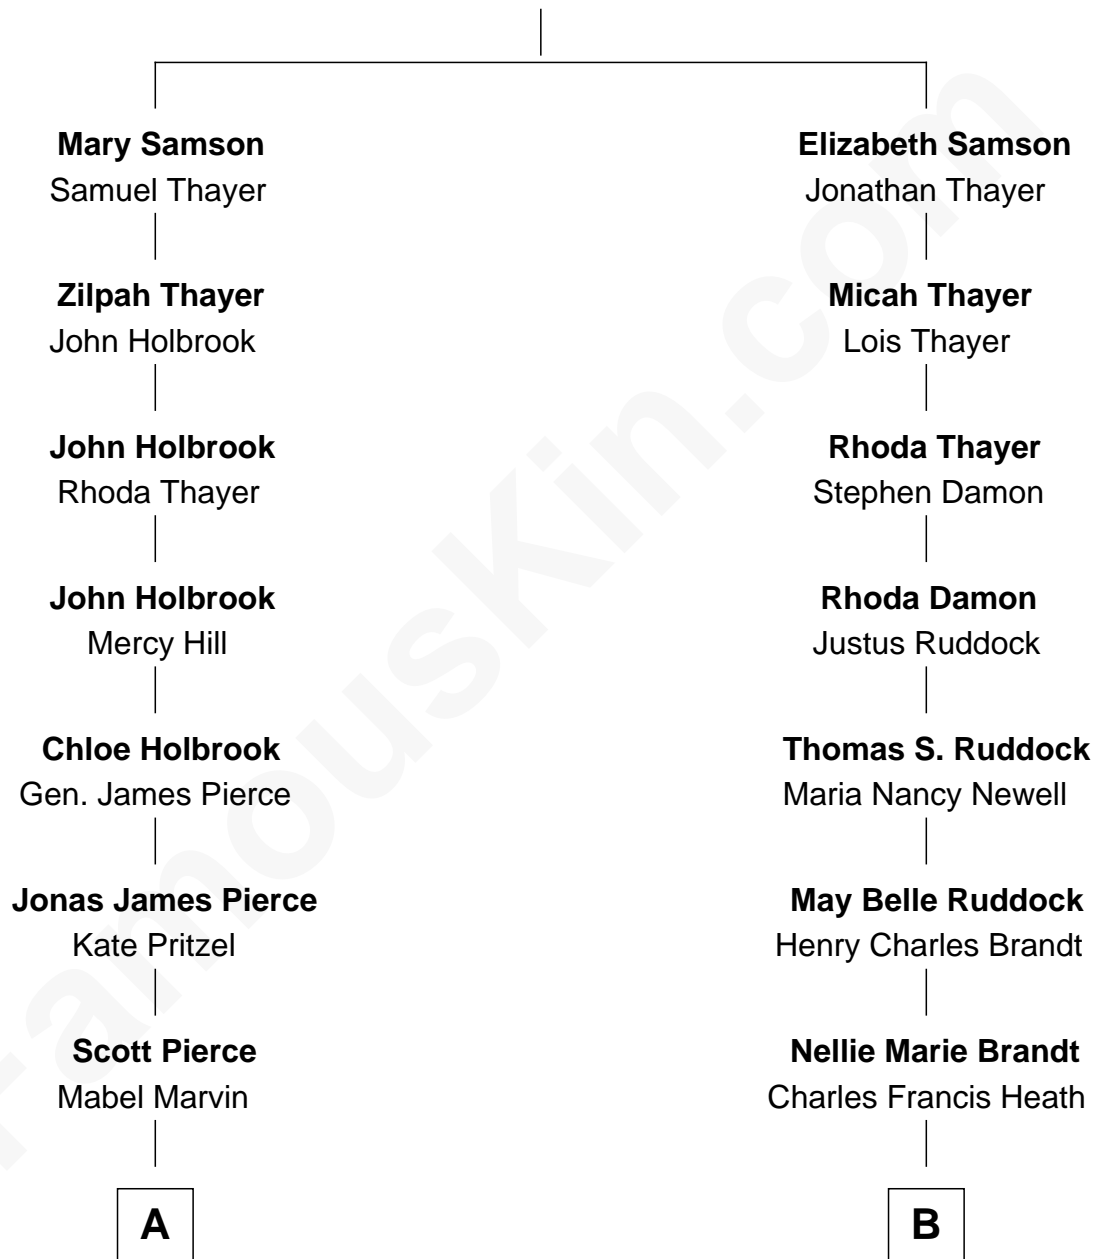 Mary Samson
Samuel Thayer
Zilpah Thayer
John Holbrook
John Holbrook
Rhoda Thayer
John Holbrook
Mercy Hill
Chloe Holbrook
Gen. James Pierce
Jonas James Pierce
Kate Pritzel
Scott Pierce
Mabel Marvin
A
Elizabeth Samson
Jonathan Thayer
Micah Thayer
Lois Thayer
Rhoda Thayer
Stephen Damon
Rhoda Damon
Justus Ruddock
Thomas S. Ruddock
Maria Nancy Newell
May Belle Ruddock
Henry Charles Brandt
Nellie Marie Brandt
Charles Francis Heath
B
FamousKin.com